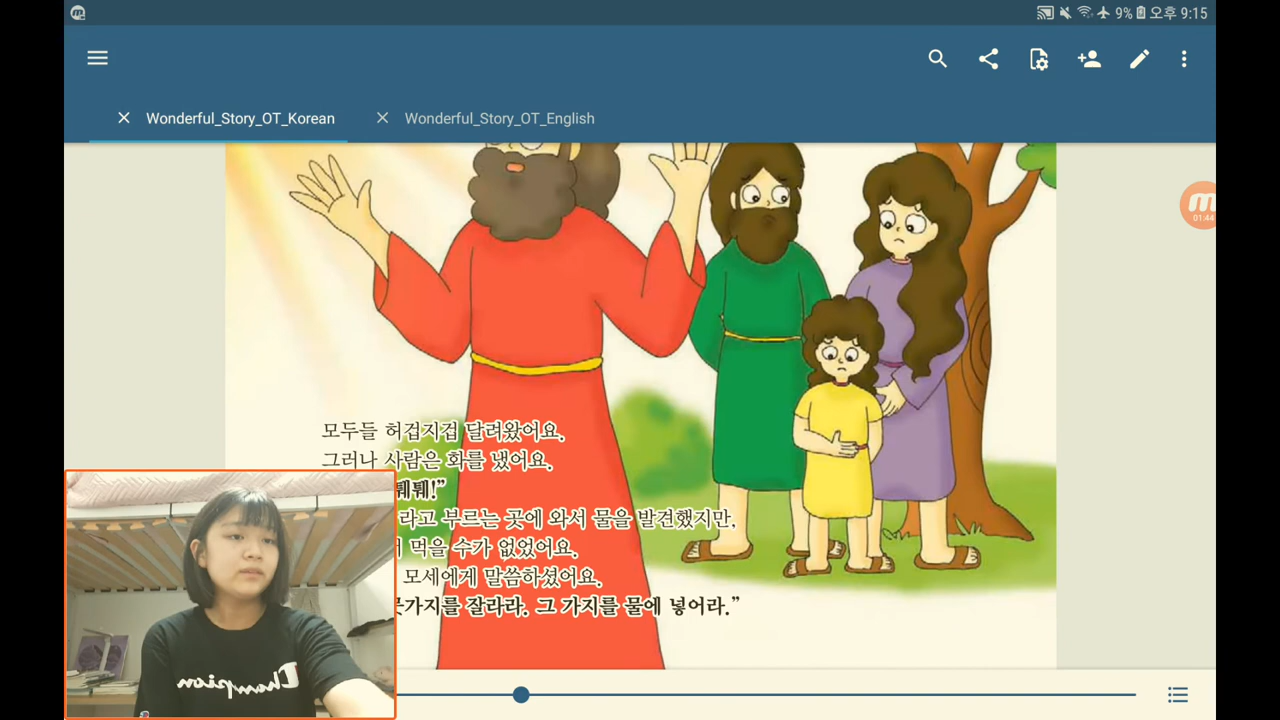 9% 오후 9:15
Wonderful_Story_OT_Korean
Wonderful_Story_OT_English
01:44
모두들 허겁지겁 달려왔어요.
그러나 사람은 화를 냈어요.
퉤퉤!”
라고 부르는 곳에 와서 물을 발견했지만,
먹을 수가 없었어요.
모세에게 말씀하셨어요.
가지를 잘라라. 그 가지를 물에 넣어라.”
Champion